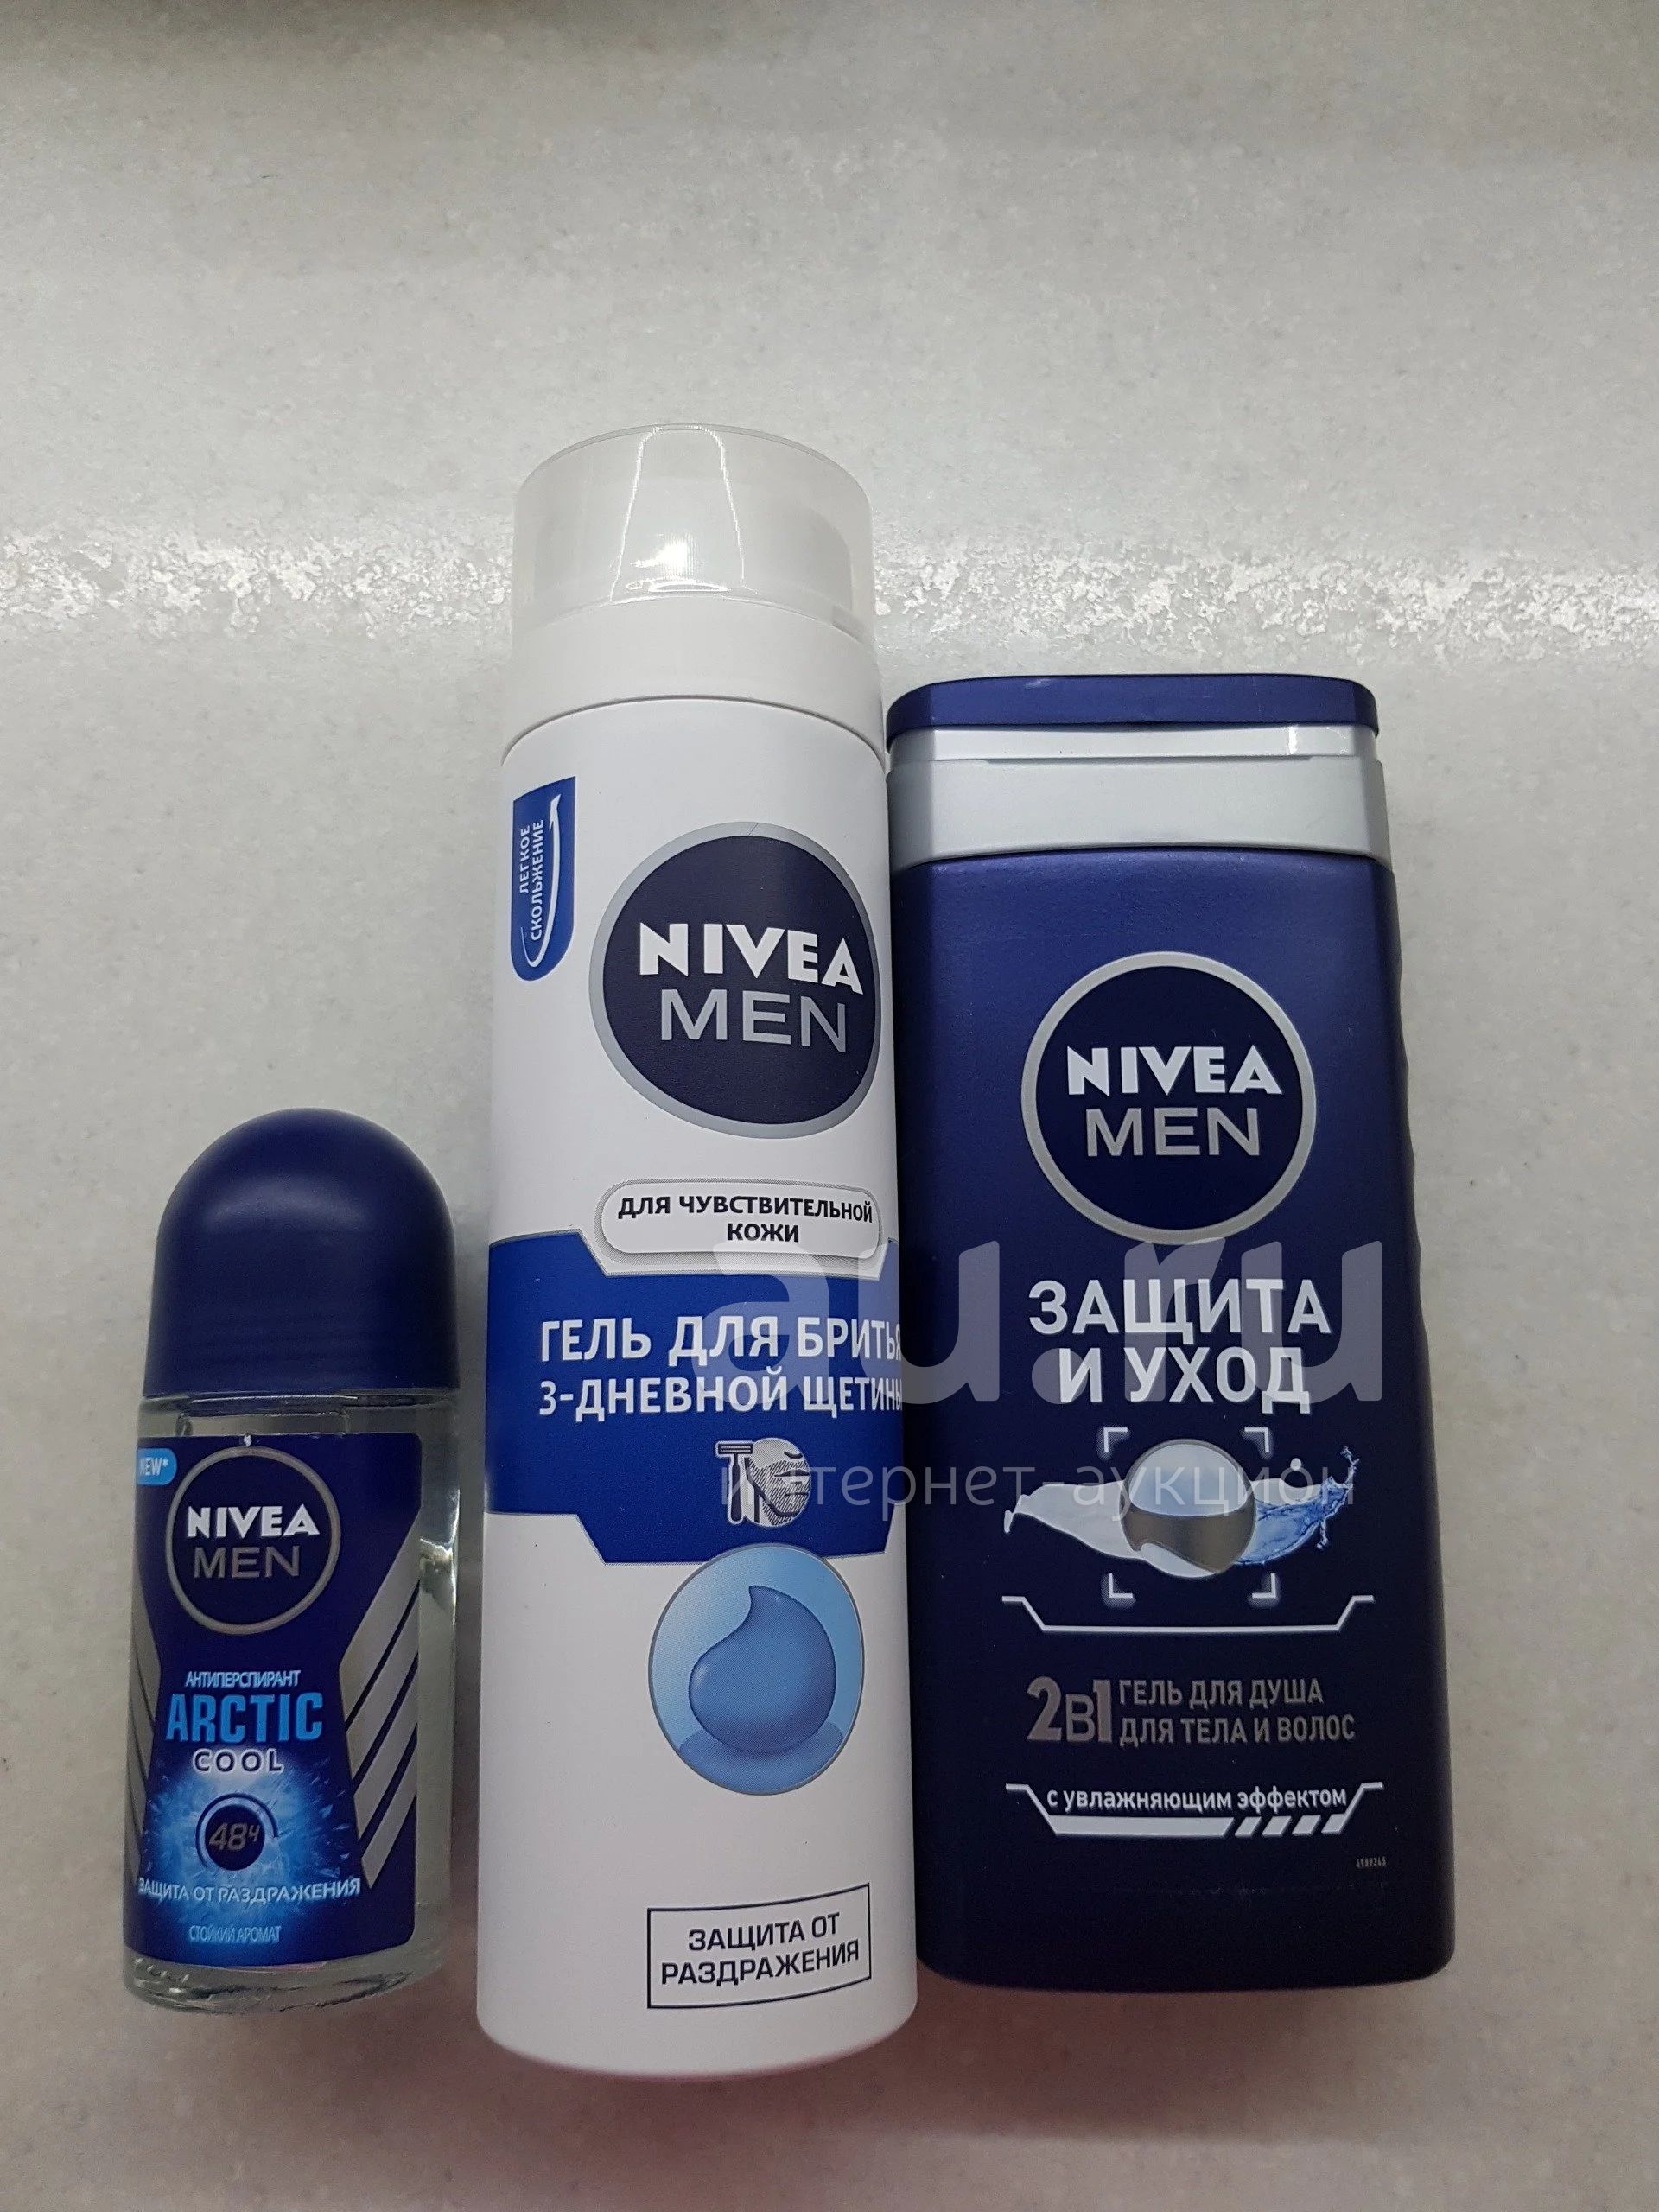 NEW*
NIVEA
MEN
АНТИПЕРСПИРАНТ
ARCTIC
COOL
48ч
ЗАЩИТА ОТ РАЗДРАЖЕНИЯ
СТОЙКИЙ АРОМАТ
ЛЕГКОЕ
СКОЛЬЖЕНИЕ
NIVEA
MEN
ДЛЯ ЧУВСТВИТЕЛЬНОЙ
КОЖИ
ГЕЛЬ ДЛЯ БРИТЬЯ
3-ДНЕВНОЙ ЩЕТИНЫ
ЗАЩИТА ОТ
РАЗДРАЖЕНИЯ
NIVEA
MEN
ЗАЩИТА
И УХОД
2в1 ГЕЛЬ ДЛЯ ДУША
ДЛЯ ТЕЛА И ВОЛОС
с увлажняющим эффектом
4989245
au.ru
интернет-аукцион